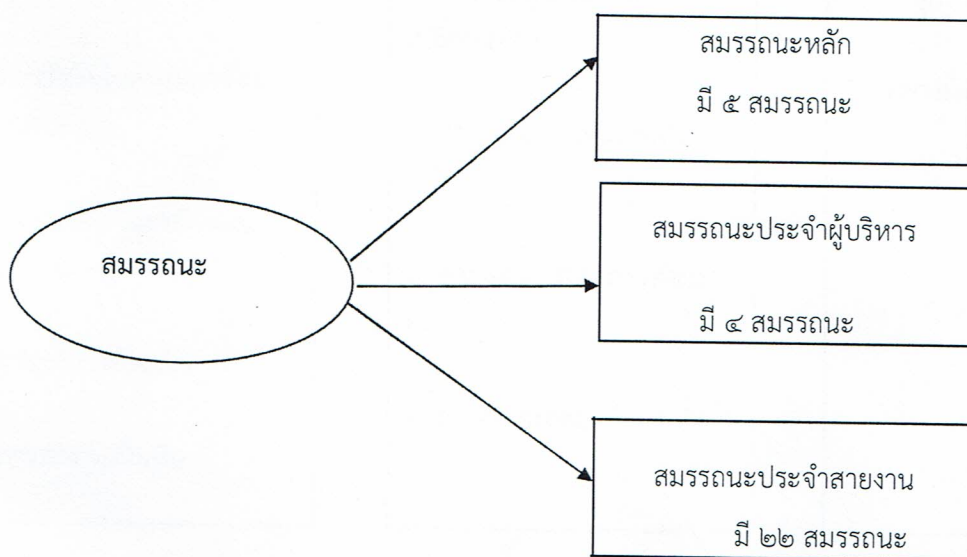 สมรรถนะหลัก
มี ๕ สมรรถนะ
สมรรถนะประจำผู้บริหาร
มี ๔ สมรรถนะ
สมรรถนะ
สมรรถนะประจำสายงาน
มี ๒๒ สมรรถนะ